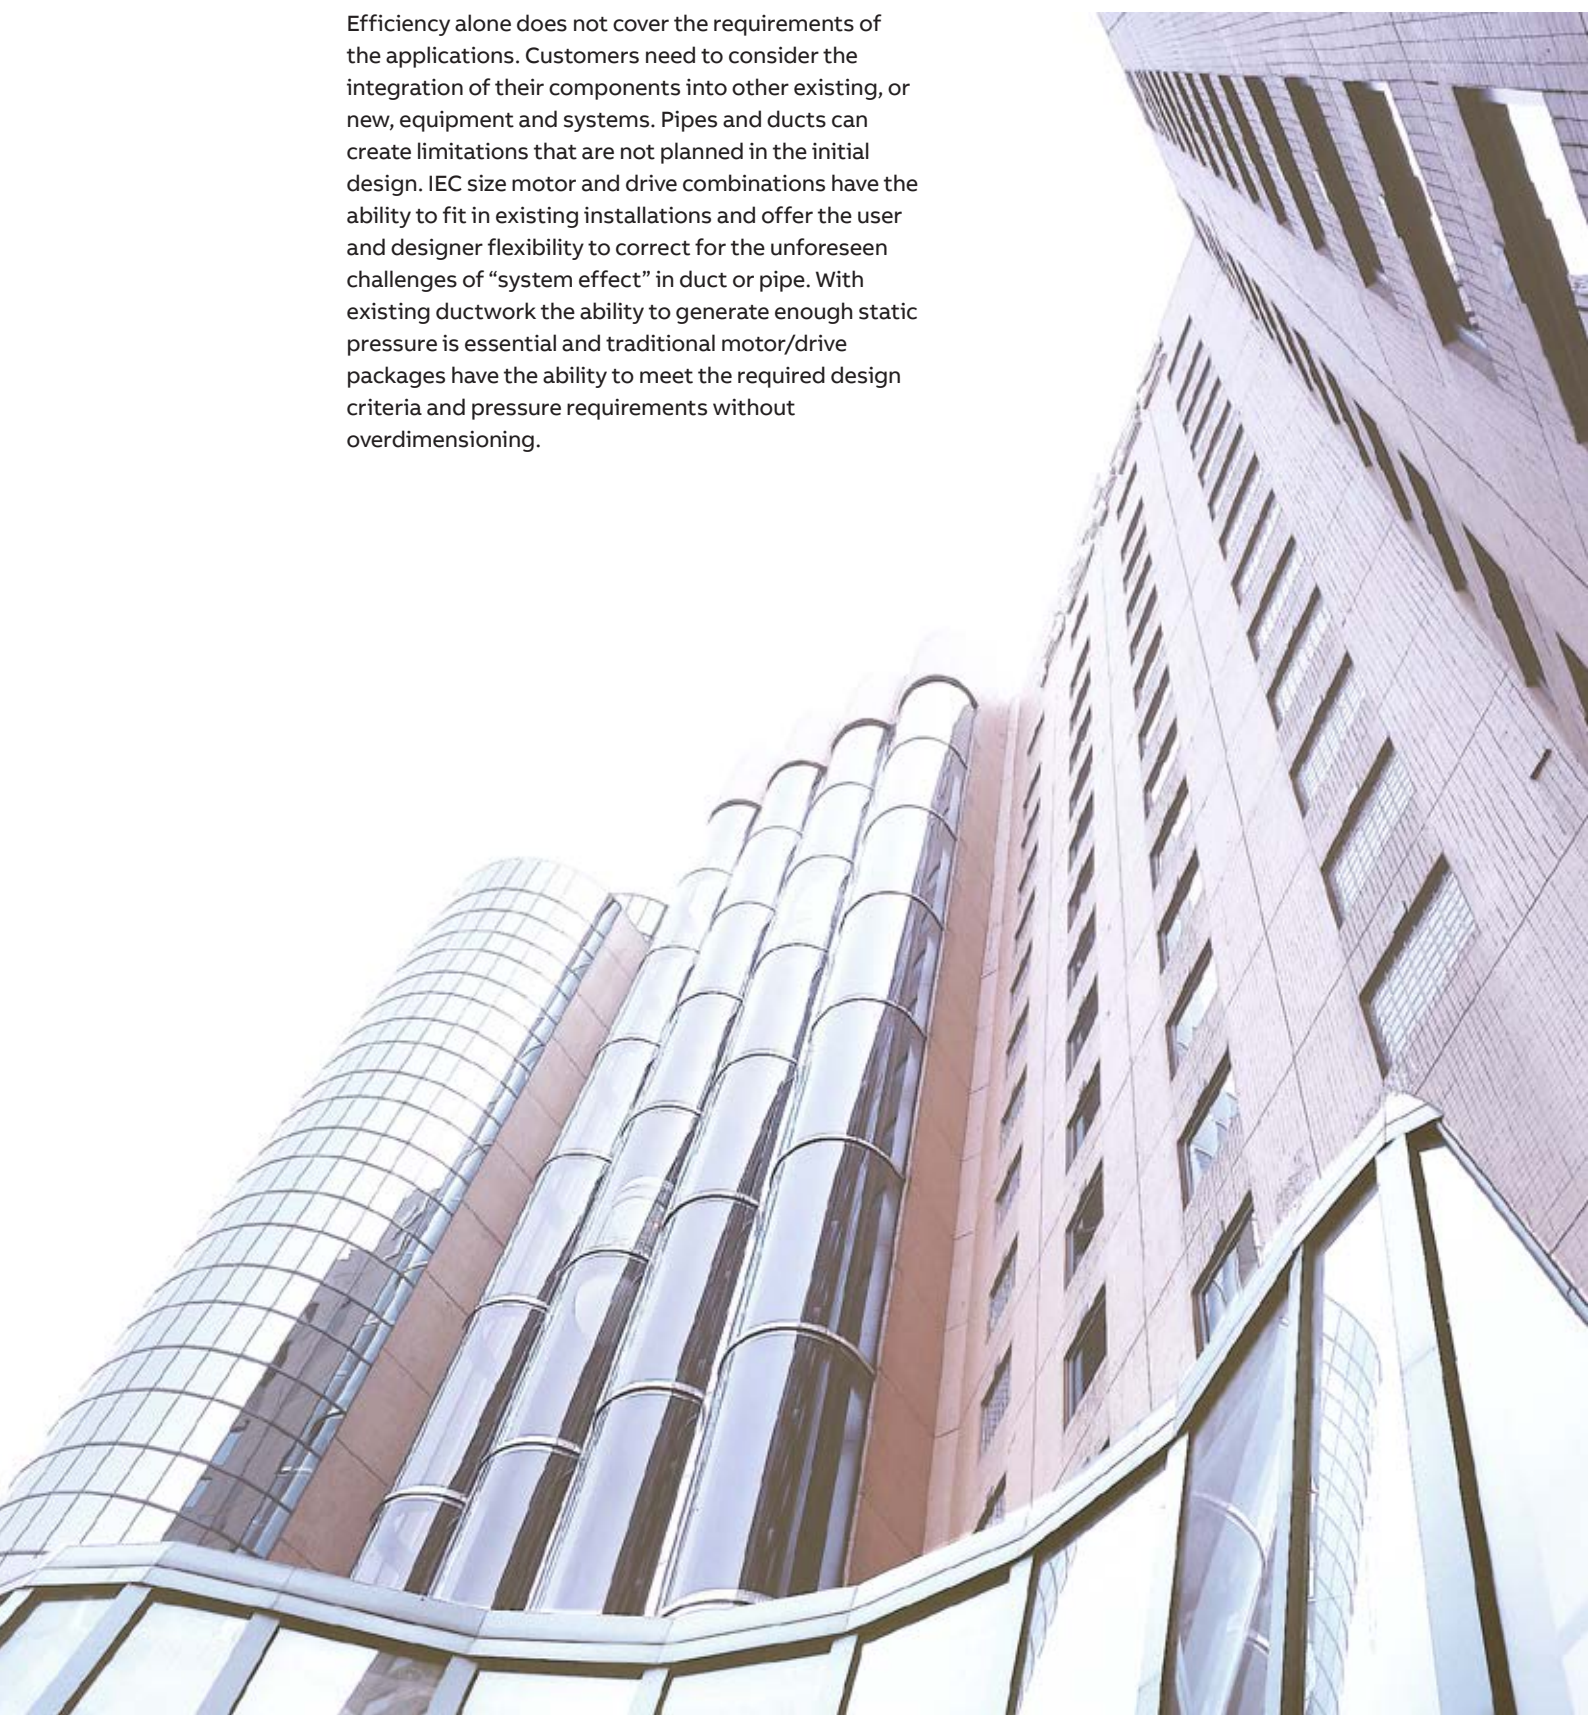 Efficiency alone does not cover the requirements of
the applications. Customers need to consider the
integration of their components into other existing, or
new, equipment and systems. Pipes and ducts can
create limitations that are not planned in the initial
design. IEC size motor and drive combinations have the
ability to fit in existing installations and offer the user
and designer flexibility to correct for the unforeseen
challenges of “system effect” in duct or pipe. With
existing ductwork the ability to generate enough static
pressure is essential and traditional motor/drive
packages have the ability to meet the required design
criteria and pressure requirements without
overdimensioning.